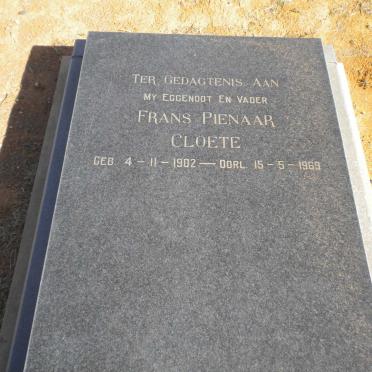 TER GEDAGTENIS AAN
MY EGGENOOT EN VADER
FRANS PIENAAR
CLOETE
GEB. 4-11-1902 — OORL. 15-5-1969